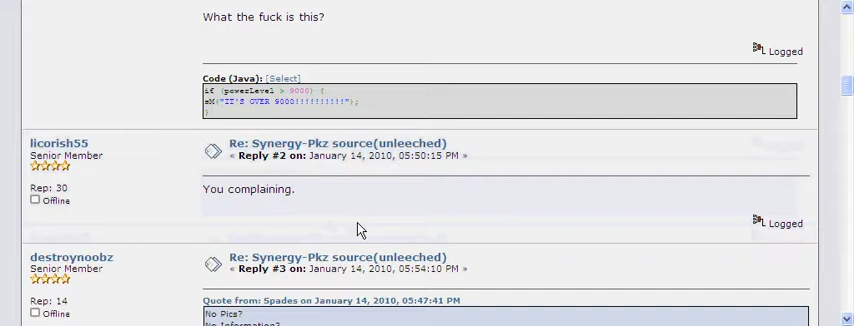 What the fuck is this?
Logged
Code (Java): [Select]
if (powerLevel > 9000) {
sM("IT'S OVER 9000!!!!!!!!!!");
}
licorish55
Re: Synergy-Pkz source(unleeched)
Senior Member
« Reply #2 on: January 14, 2010, 05:50:15 PM »
Rep: 30
You complaining.
Offline
Logged
destroynoobz
Re: Synergy-Pkz source(unleeched)
Senior Member
« Reply #3 on: January 14, 2010, 05:54:10 PM »
Rep: 14
Quote from: Spades on January 14, 2010, 05:47:41 PM
Offline
No Pics?
No Information?